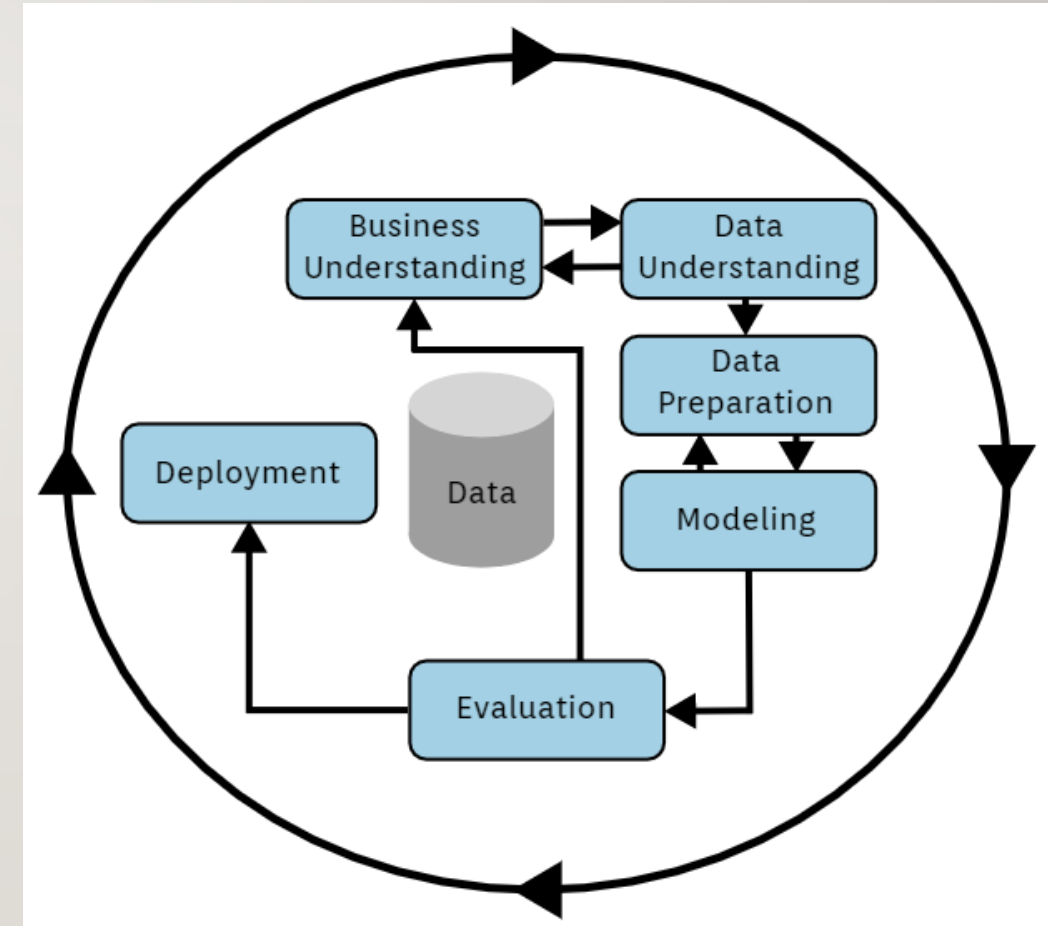 Business
Understanding
Data
Understanding
Data
Preparation
Deployment
Data
Modeling
Evaluation